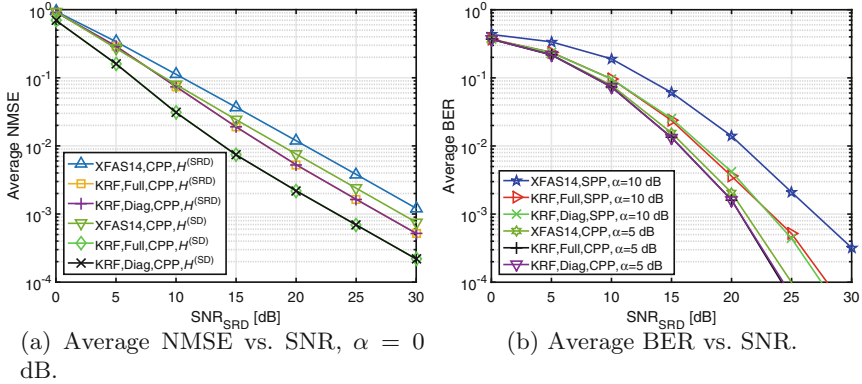 10^0
10^-1
10^-2
10^-3
10^-4
Average NMSE
XFAS14,CPP,H^(SRD)
KRF,Full,CPP,H^(SRD)
KRF,Diag,CPP,H^(SRD)
XFAS14,CPP,H^(SD)
KRF,Full,CPP,H^(SD)
KRF,Diag,CPP,H^(SD)
0 5 10 15 20 25 30
SNR_SRD [dB]
(a) Average NMSE vs. SNR, α = 0
dB.
10^0
10^-1
10^-2
10^-3
10^-4
Average BER
XFAS14,SPP,α=10 dB
KRF,Full,SPP,α=10 dB
KRF,Diag,SPP,α=10 dB
XFAS14,CPP,α=5 dB
KRF,Full,CPP,α=5 dB
KRF,Diag,CPP,α=5 dB
0 5 10 15 20 25 30
SNR_SRD [dB]
(b) Average BER vs. SNR.